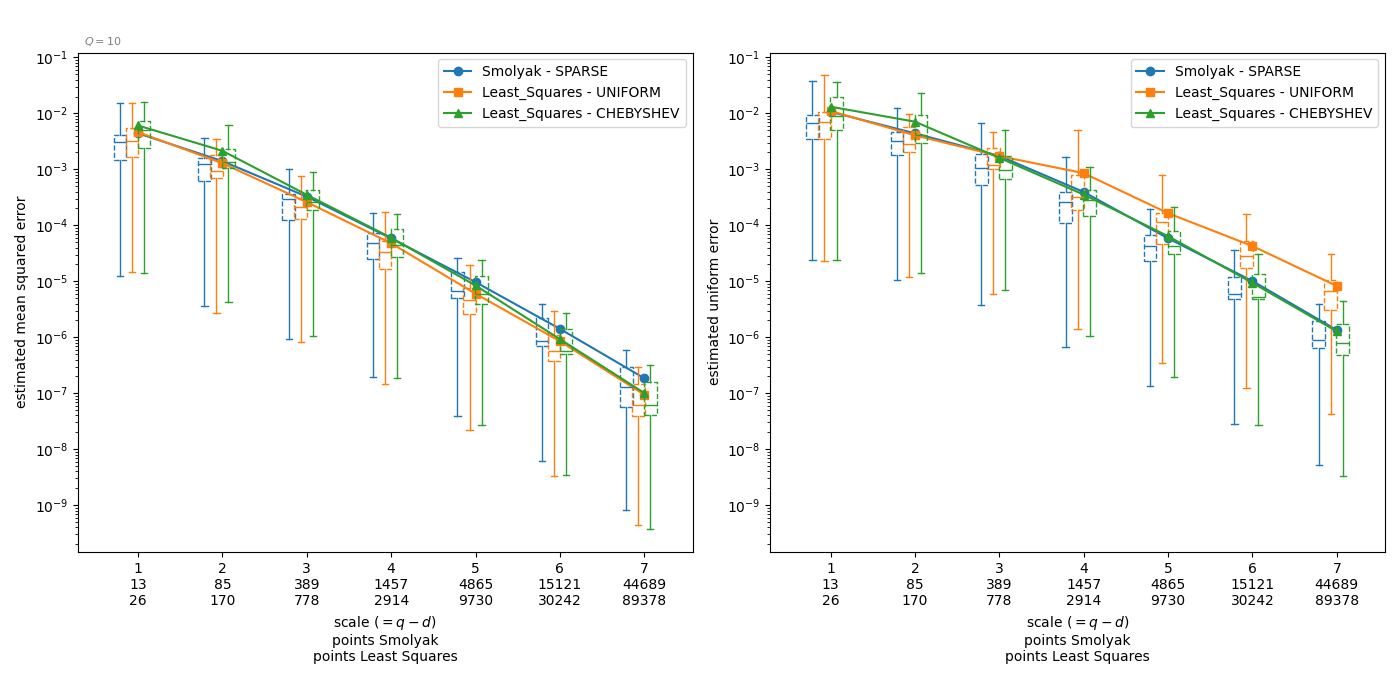 Q = 10
10⁻¹
10⁻²
10⁻³
10⁻⁴
10⁻⁵
10⁻⁶
10⁻⁷
10⁻⁸
10⁻⁹
estimated mean squared error
Smolyak - SPARSE
Least_Squares - UNIFORM
Least_Squares - CHEBYSHEV
1 2 3 4 5 6 7
13 85 389 1457 4865 15121 44689
26 170 778 2914 9730 30242 89378
scale (= q − d)
points Smolyak
points Least Squares
10⁻¹
10⁻²
10⁻³
10⁻⁴
10⁻⁵
10⁻⁶
10⁻⁷
10⁻⁸
10⁻⁹
estimated uniform error
Smolyak - SPARSE
Least_Squares - UNIFORM
Least_Squares - CHEBYSHEV
1 2 3 4 5 6 7
13 85 389 1457 4865 15121 44689
26 170 778 2914 9730 30242 89378
scale (= q − d)
points Smolyak
points Least Squares